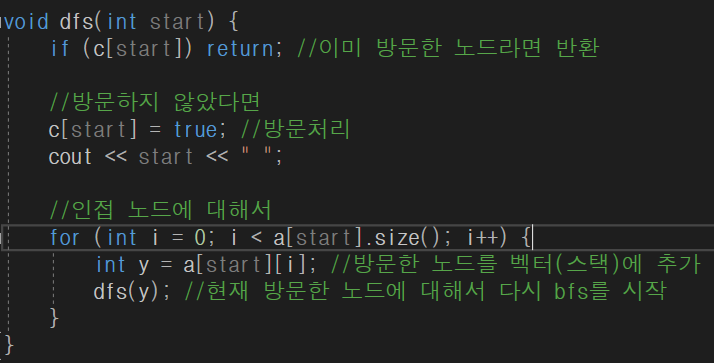 void dfs(int start) {
if (c[start]) return; //이미 방문한 노드라면 반환
//방문하지 않았다면
c[start] = true; //방문처리
cout << start << " ";
//인접 노드에 대해서
for (int i = 0; i < a[start].size(); i++) {
int y = a[start][i]; //방문한 노드를 벡터(스택)에 추가
dfs(y); //현재 방문한 노드에 대해서 다시 bfs를 시작
}
}